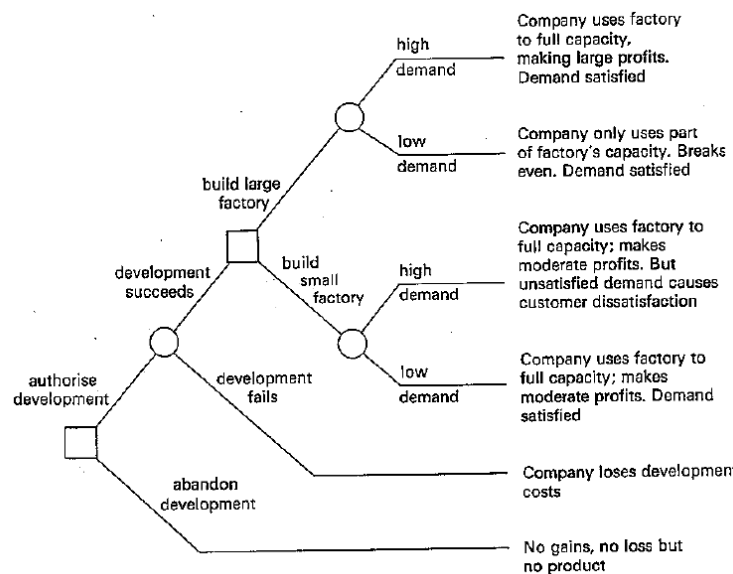 Company uses factory
to full capacity,
making large profits.
Demand satisfied
high
demand
Company only uses part
of factory's capacity. Breaks
even. Demand satisfied
low
demand
build large
factory
Company uses factory to
full capacity; makes
moderate profits. But
unsatisfied demand causes
customer dissatisfaction
build
small
factory
high
demand
development
succeeds
Company uses factory to
full capacity; makes
moderate profits. Demand
satisfied
low
demand
authorise
development
development
fails
Company loses development
costs
abandon
development
No gains, no loss but
no product